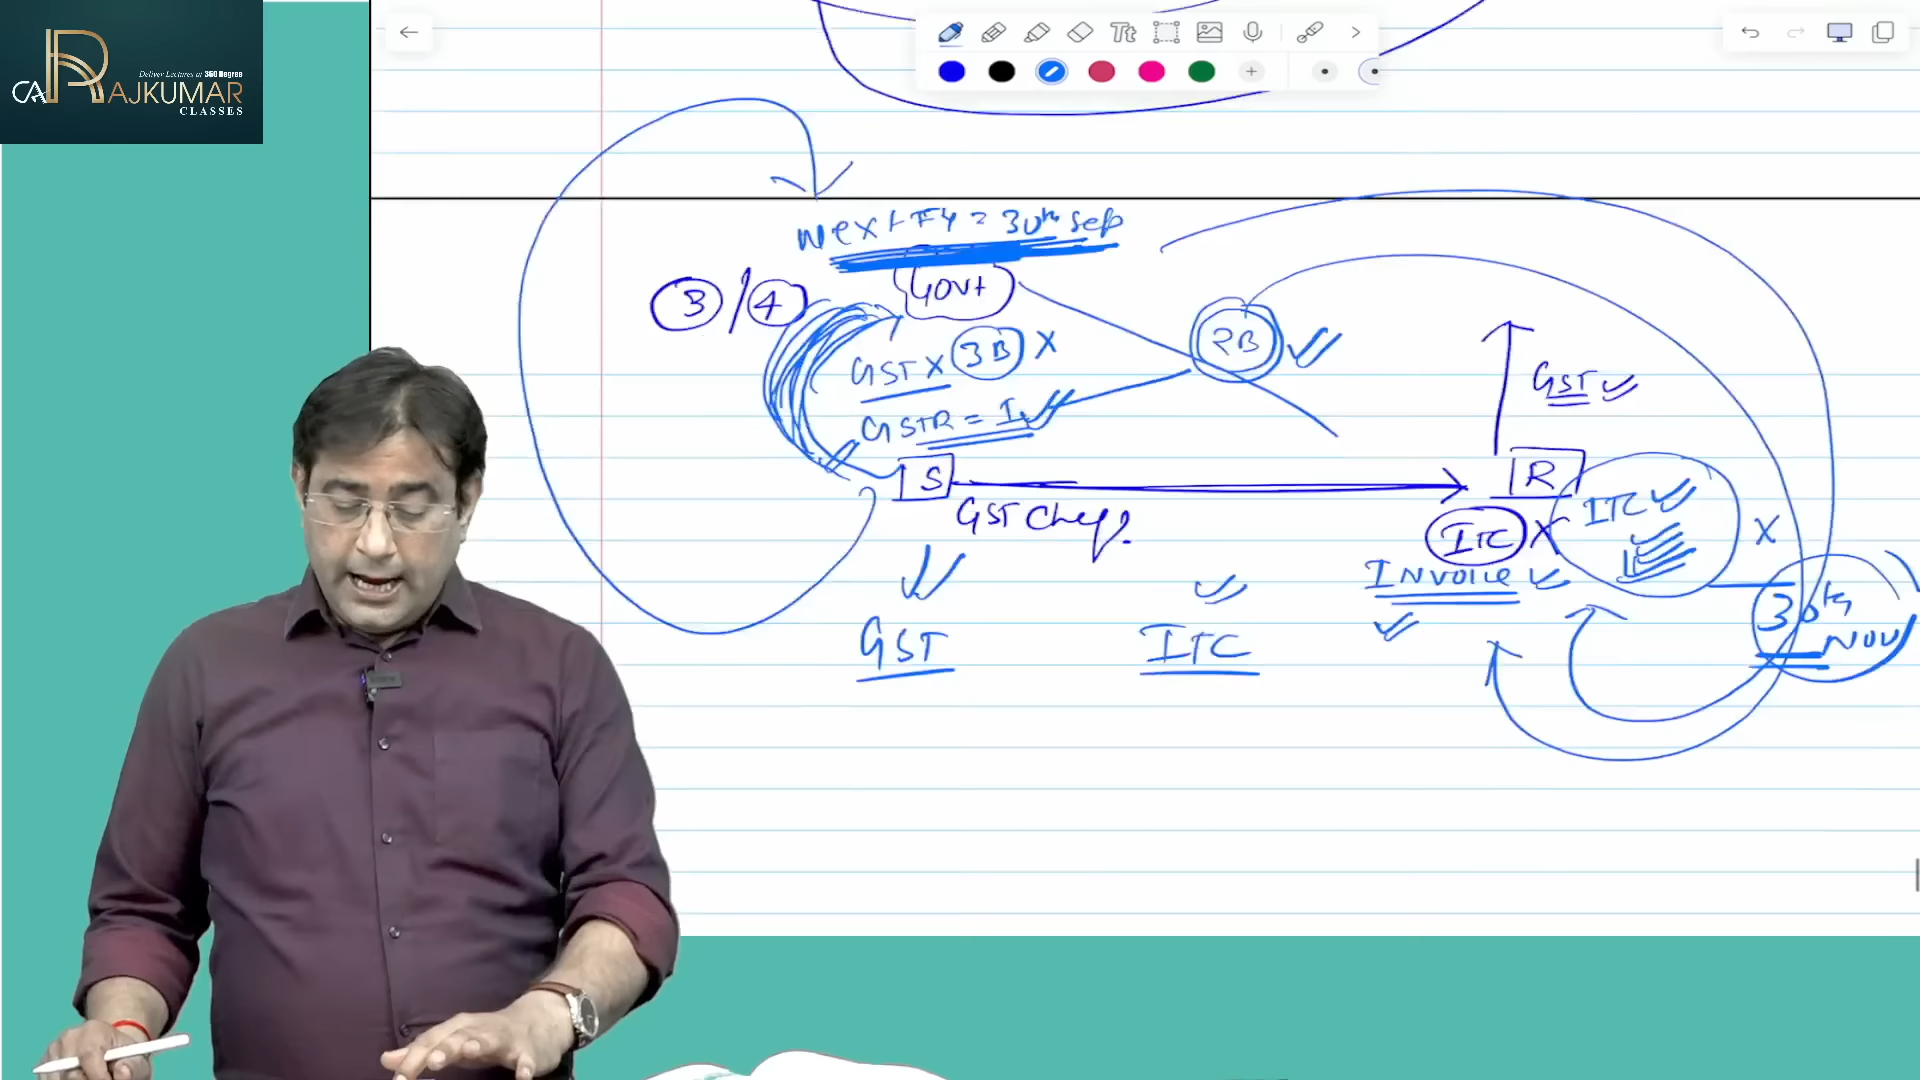 Deliver Lectures at 360 Degree
CA RAJKUMAR
CLASSES
Tt
Next FY = 30th Sep
3 / 4
Govt
GST X 3B X
2B
GST
GSTR = 1
S
R
ITC
GST
ITC X
X
Invoice
30th
Nov
GST
ITC